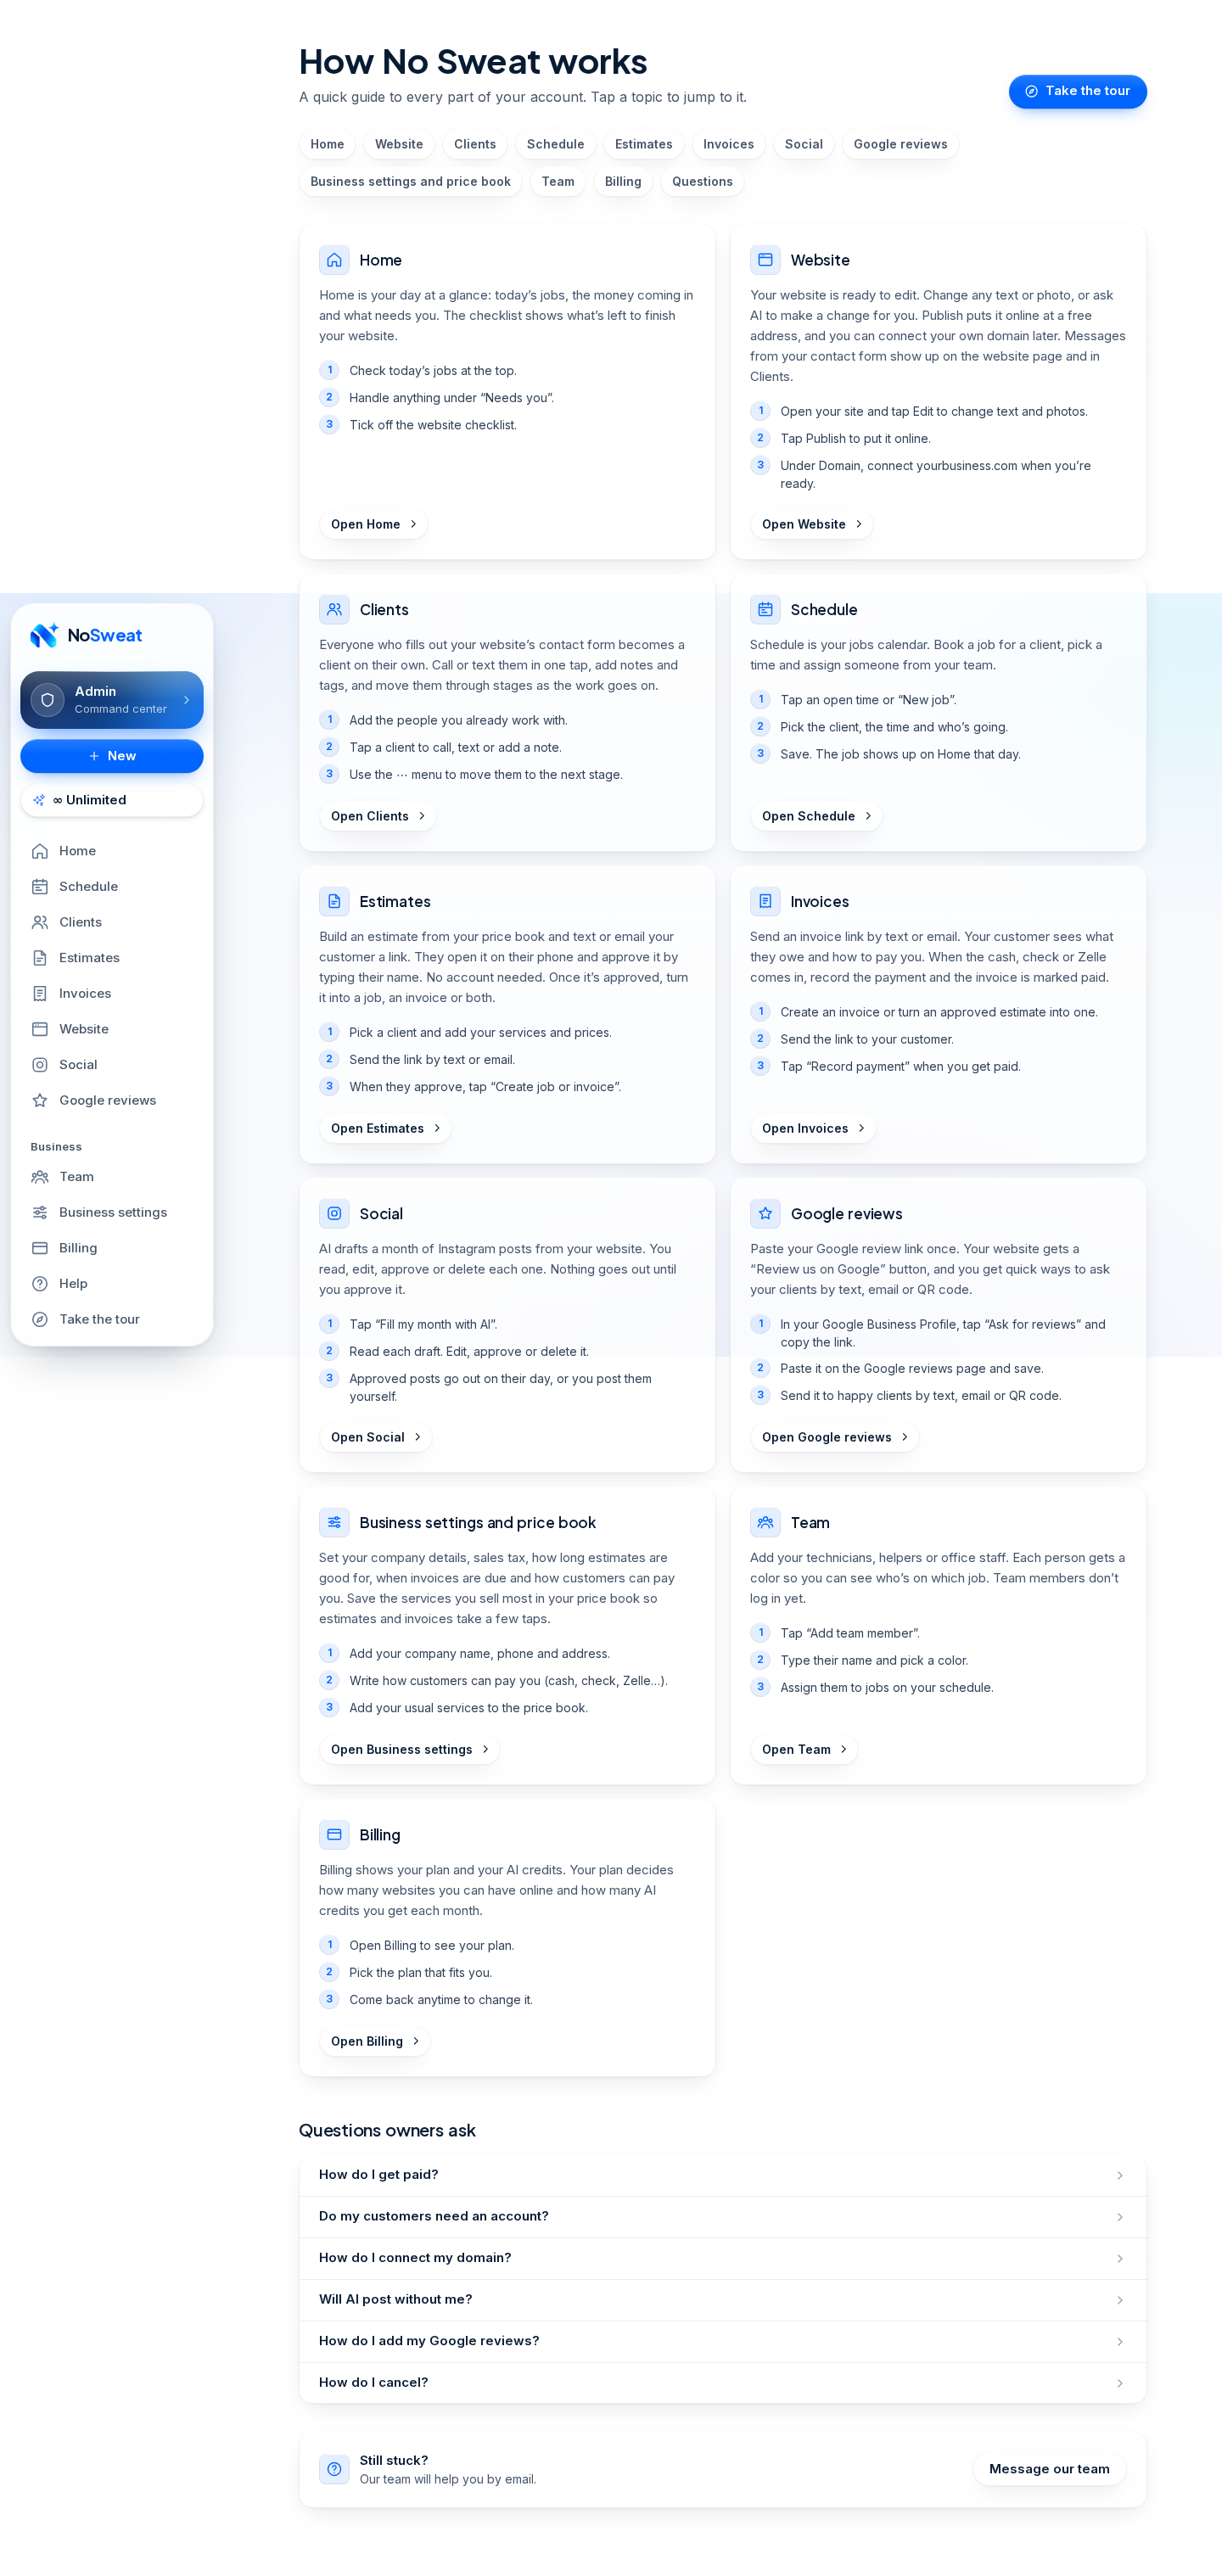 How No Sweat works
A quick guide to every part of your account. Tap a topic to jump to it.
Take the tour
Home
Website
Clients
Schedule
Estimates
Invoices
Social
Google reviews
Business settings and price book
Team
Billing
Questions
Home
Home is your day at a glance: today’s jobs, the money coming in
and what needs you. The checklist shows what’s left to finish
your website.
1 Check today’s jobs at the top.
2 Handle anything under “Needs you”.
3 Tick off the website checklist.
Open Home
Website
Your website is ready to edit. Change any text or photo, or ask
AI to make a change for you. Publish puts it online at a free
address, and you can connect your own domain later. Messages
from your contact form show up on the website page and in
Clients.
1 Open your site and tap Edit to change text and photos.
2 Tap Publish to put it online.
3 Under Domain, connect yourbusiness.com when you’re
ready.
Open Website
NoSweat
Admin
Command center
New
∞ Unlimited
Home
Schedule
Clients
Estimates
Invoices
Website
Social
Google reviews
Business
Team
Business settings
Billing
Help
Take the tour
Clients
Everyone who fills out your website’s contact form becomes a
client on their own. Call or text them in one tap, add notes and
tags, and move them through stages as the work goes on.
1 Add the people you already work with.
2 Tap a client to call, text or add a note.
3 Use the ⋯ menu to move them to the next stage.
Open Clients
Schedule
Schedule is your jobs calendar. Book a job for a client, pick a
time and assign someone from your team.
1 Tap an open time or “New job”.
2 Pick the client, the time and who’s going.
3 Save. The job shows up on Home that day.
Open Schedule
Estimates
Build an estimate from your price book and text or email your
customer a link. They open it on their phone and approve it by
typing their name. No account needed. Once it’s approved, turn
it into a job, an invoice or both.
1 Pick a client and add your services and prices.
2 Send the link by text or email.
3 When they approve, tap “Create job or invoice”.
Open Estimates
Invoices
Send an invoice link by text or email. Your customer sees what
they owe and how to pay you. When the cash, check or Zelle
comes in, record the payment and the invoice is marked paid.
1 Create an invoice or turn an approved estimate into one.
2 Send the link to your customer.
3 Tap “Record payment” when you get paid.
Open Invoices
Social
AI drafts a month of Instagram posts from your website. You
read, edit, approve or delete each one. Nothing goes out until
you approve it.
1 Tap “Fill my month with AI”.
2 Read each draft. Edit, approve or delete it.
3 Approved posts go out on their day, or you post them
yourself.
Open Social
Google reviews
Paste your Google review link once. Your website gets a
“Review us on Google” button, and you get quick ways to ask
your clients by text, email or QR code.
1 In your Google Business Profile, tap “Ask for reviews” and
copy the link.
2 Paste it on the Google reviews page and save.
3 Send it to happy clients by text, email or QR code.
Open Google reviews
Business settings and price book
Set your company details, sales tax, how long estimates are
good for, when invoices are due and how customers can pay
you. Save the services you sell most in your price book so
estimates and invoices take a few taps.
1 Add your company name, phone and address.
2 Write how customers can pay you (cash, check, Zelle…).
3 Add your usual services to the price book.
Open Business settings
Team
Add your technicians, helpers or office staff. Each person gets a
color so you can see who’s on which job. Team members don’t
log in yet.
1 Tap “Add team member”.
2 Type their name and pick a color.
3 Assign them to jobs on your schedule.
Open Team
Billing
Billing shows your plan and your AI credits. Your plan decides
how many websites you can have online and how many AI
credits you get each month.
1 Open Billing to see your plan.
2 Pick the plan that fits you.
3 Come back anytime to change it.
Open Billing
Questions owners ask
How do I get paid?
Do my customers need an account?
How do I connect my domain?
Will AI post without me?
How do I add my Google reviews?
How do I cancel?
Still stuck?
Our team will help you by email.
Message our team